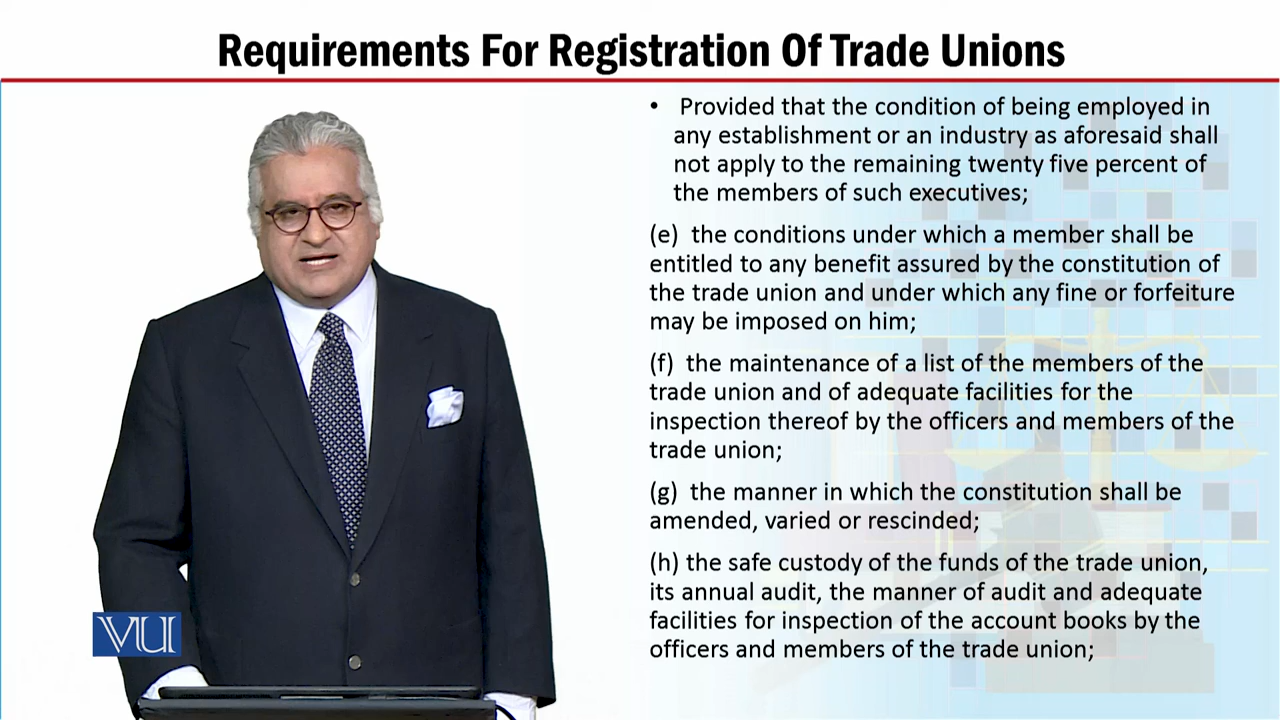 Requirements For Registration Of Trade Unions
• Provided that the condition of being employed in
any establishment or an industry as aforesaid shall
not apply to the remaining twenty five percent of
the members of such executives;
(e) the conditions under which a member shall be
entitled to any benefit assured by the constitution of
the trade union and under which any fine or forfeiture
may be imposed on him;
(f) the maintenance of a list of the members of the
trade union and of adequate facilities for the
inspection thereof by the officers and members of the
trade union;
(g) the manner in which the constitution shall be
amended, varied or rescinded;
(h) the safe custody of the funds of the trade union,
its annual audit, the manner of audit and adequate
facilities for inspection of the account books by the
officers and members of the trade union;
VU